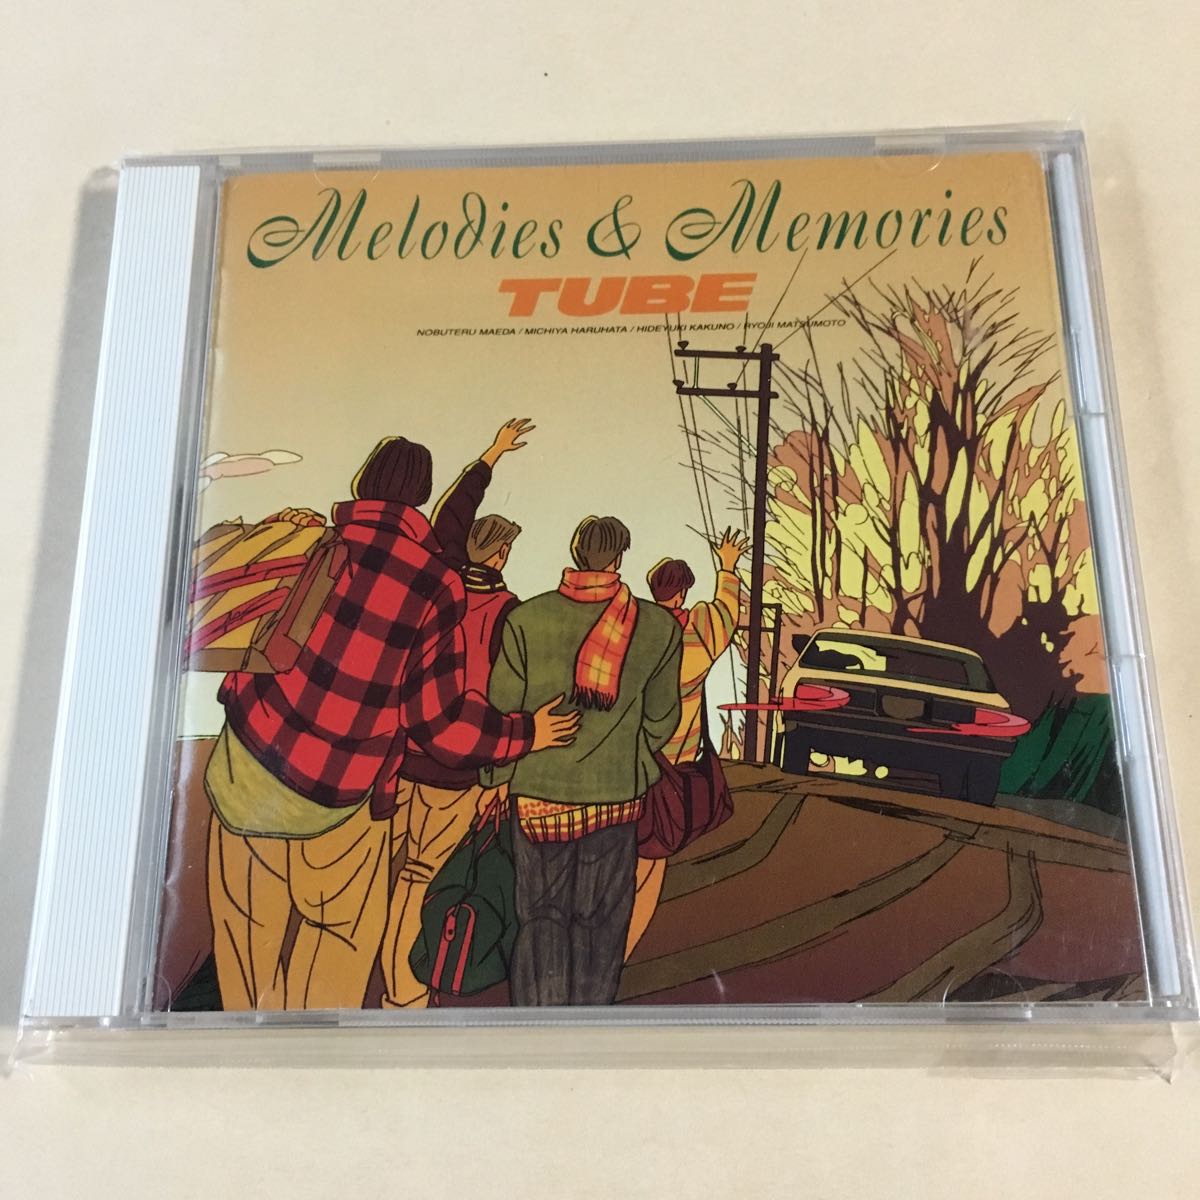 Melodies & Memories
TUBE
NOBUTERU MAEDA / MICHIYA HARUHATA / HIDEYUKI KAKUNO / RYOJI MATSUMOTO